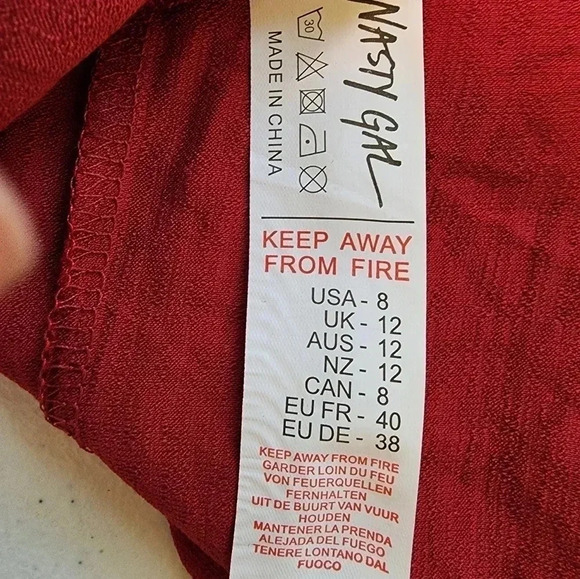 NASTY GAL
30
MADE IN CHINA
KEEP AWAY
FROM FIRE
USA - 8
UK - 12
AUS - 12
NZ - 12
CAN - 8
EU FR - 40
EU DE - 38
KEEP AWAY FROM FIRE
GARDER LOIN DU FEU
VON FEUERQUELLEN
FERNHALTEN
UIT DE BUURT VAN VUUR
HOUDEN
MANTENER LA PRENDA
ALEJADA DEL FUEGO
TENERE LONTANO DAL
FUOCO